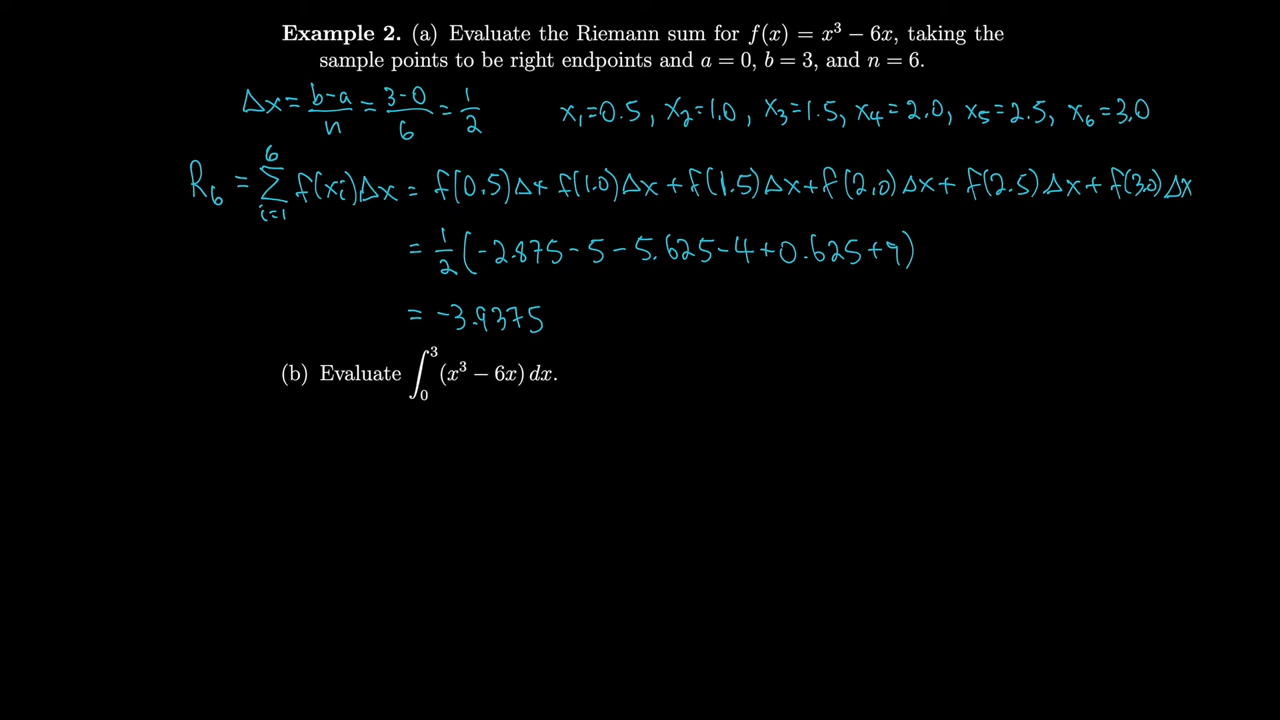 Example 2. (a) Evaluate the Riemann sum for f(x) = x³ − 6x, taking the
sample points to be right endpoints and a = 0, b = 3, and n = 6.
Δx = (b-a)/n = (3-0)/6 = 1/2   x₁=0.5, x₂=1.0, x₃=1.5, x₄=2.0, x₅=2.5, x₆=3.0
R₆ = ∑_{i=1}^{6} f(xi)Δx = f(0.5)Δx f(1.0)Δx + f(1.5)Δx + f(2.0)Δx + f(2.5)Δx + f(3.0)Δx
= 1/2 (-2.875 - 5 - 5.625 - 4 + 0.625 + 9)
= -3.9375
(b) Evaluate ∫₀³ (x³ − 6x) dx.